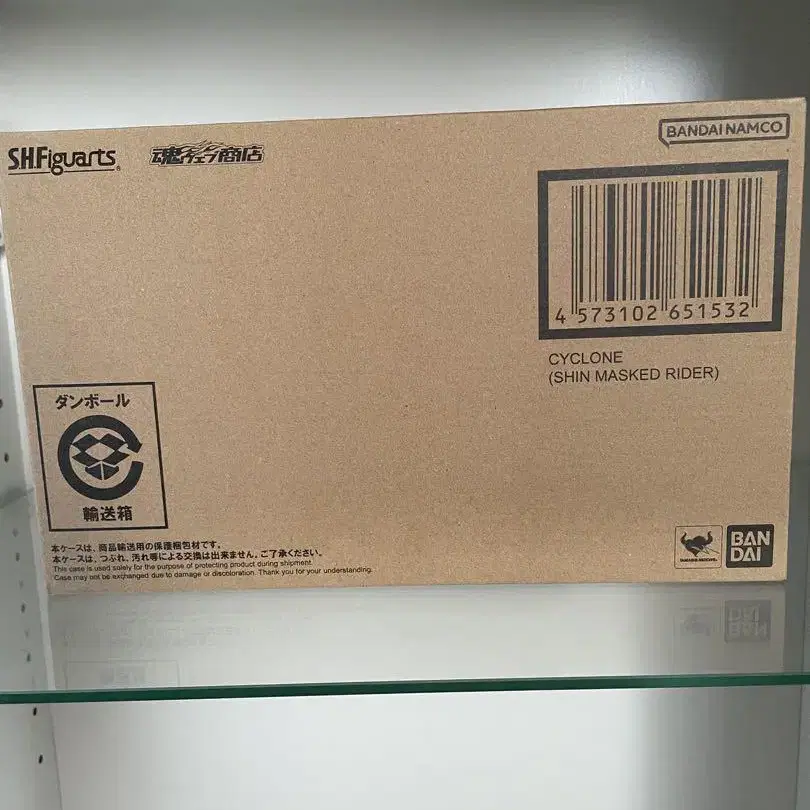 S.H.Figuarts
魂ウェブ商店
BANDAI NAMCO
4 573102 651532
CYCLONE
(SHIN MASKED RIDER)
ダンボール
輸送箱
本ケースは、商品輸送用の保護梱包材です。
本ケースは、つぶれ、汚れ等による交換は出来ません。ご了承ください。
This case is used solely for the purpose of protecting product during shipment.
Case may not be exchanged due to damage or discoloration. Thank you for your understanding.
TAMASHII NATIONS
BAN
DAI